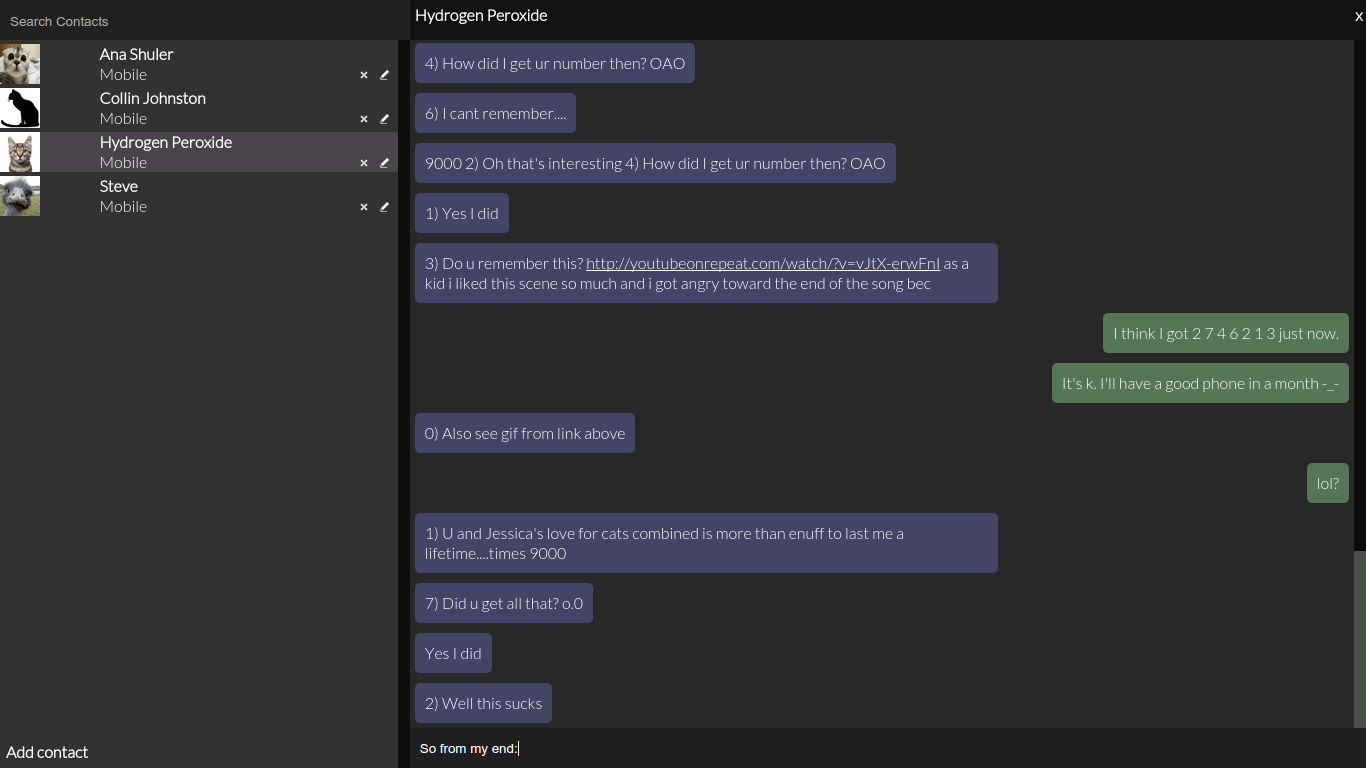 Search Contacts
Ana Shuler
Mobile
Collin Johnston
Mobile
Hydrogen Peroxide
Mobile
Steve
Mobile
Add contact
Hydrogen Peroxide
x
4) How did I get ur number then? OAO
6) I cant remember....
9000 2) Oh that's interesting 4) How did I get ur number then? OAO
1) Yes I did
3) Do u remember this? http://youtubeonrepeat.com/watch/?v=vJtX-erwFnI as a
kid i liked this scene so much and i got angry toward the end of the song bec
I think I got 2 7 4 6 2 1 3 just now.
It's k. I'll have a good phone in a month -_-
0) Also see gif from link above
lol?
1) U and Jessica's love for cats combined is more than enuff to last me a
lifetime....times 9000
7) Did u get all that? o.0
Yes I did
2) Well this sucks
So from my end: